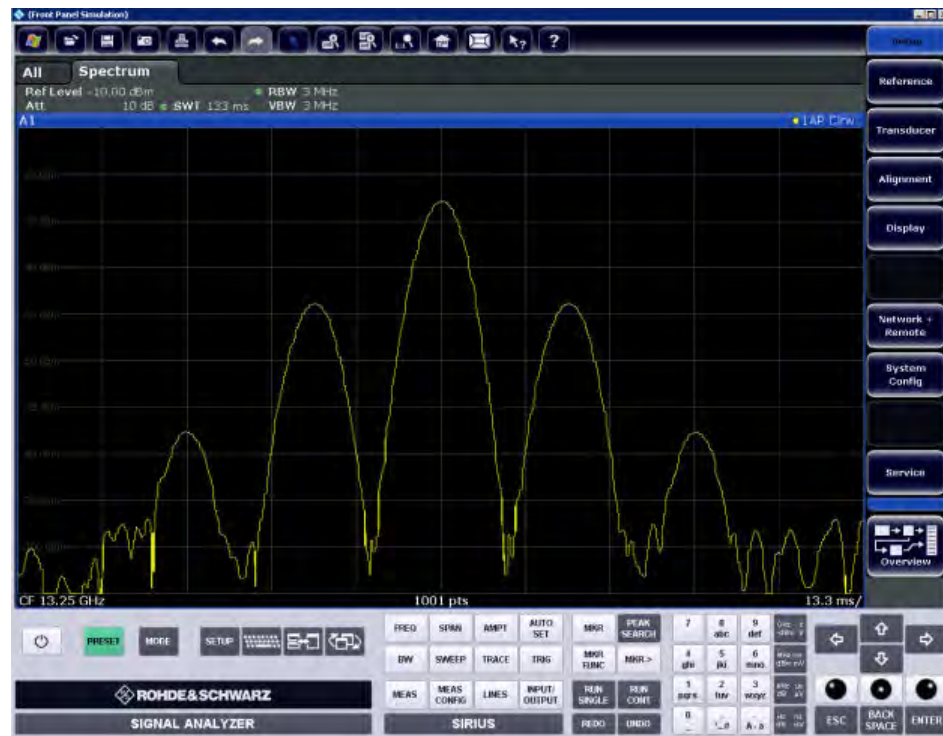 (Front Panel Simulation)
?
All Spectrum
Ref Level -10.00 dBm RBW 3 MHz
Att 10 dB SWT 133 ms VBW 3 MHz
A1
Reference
Transducer
Alignment
Display
Network +
Remote
System
Config
Service
Overview
CF 13.25 GHz 1001 pts 13.3 ms/
PRESET MODE SETUP
FREQ SPAN AMPT AUTO SET MKR PEAK SEARCH 7 8 abc 9 def
BW SWEEP TRACE TRIG MKR FUNC MKR-> 4 ghi 5 jkl 6 mno
MEAS MEAS CONFIG LINES INPUT/ OUTPUT RUN SINGLE RUN CONT 1 pqrs 2 tuv 3 wxyz
ROHDE&SCHWARZ
SIGNAL ANALYZER SIRIUS REDO UNDO 0 ESC BACK SPACE ENTER